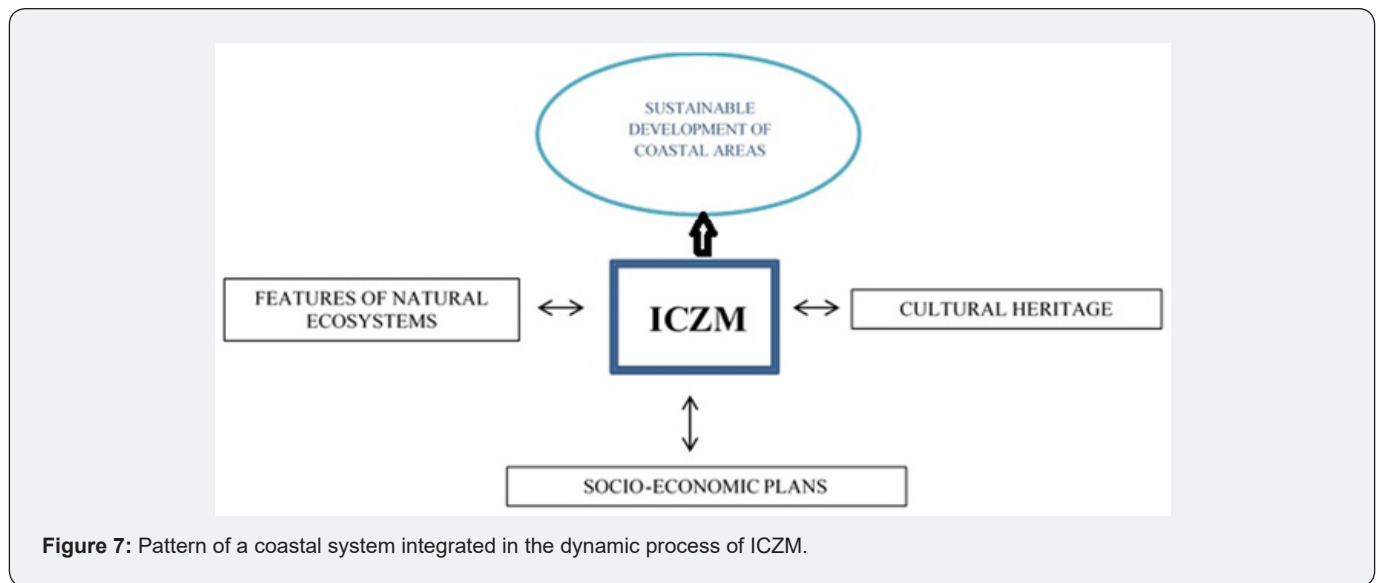 SUSTAINABLE
DEVELOPMENT OF
COASTAL AREAS
FEATURES OF NATURAL
ECOSYSTEMS
ICZM
CULTURAL HERITAGE
SOCIO-ECONOMIC PLANS
Figure 7: Pattern of a coastal system integrated in the dynamic process of ICZM.